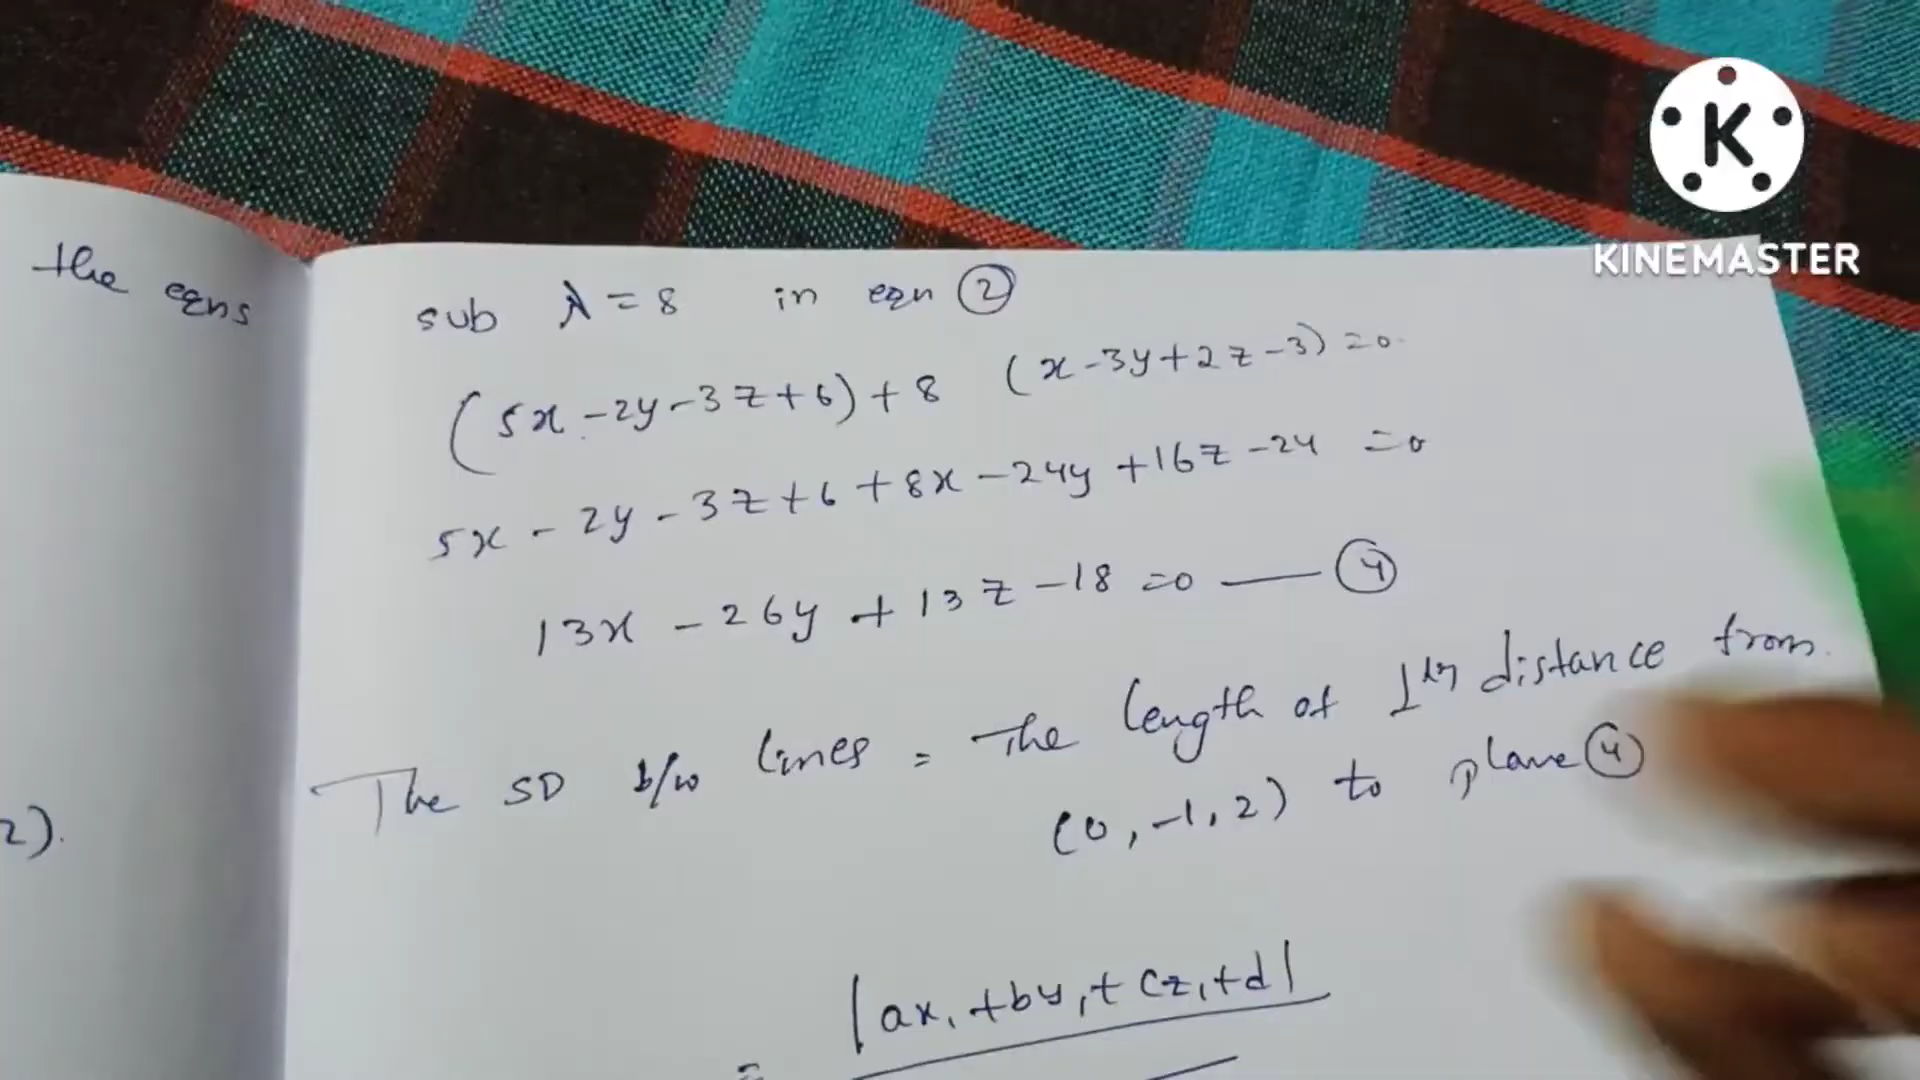 the eqns
2).
sub λ = 8 in eqn ②
(5x - 2y - 3z + 6) + 8 (x - 3y + 2z - 3) = 0
5x - 2y - 3z + 6 + 8x - 24y + 16z - 24 = 0
13x - 26y + 13z - 18 = 0 —— ④
The SD b/w lines = The length of ⊥lr distance from
(0, -1, 2) to plane ④
= |ax₁ + by₁ + cz₁ + d|
K
KINEMASTER